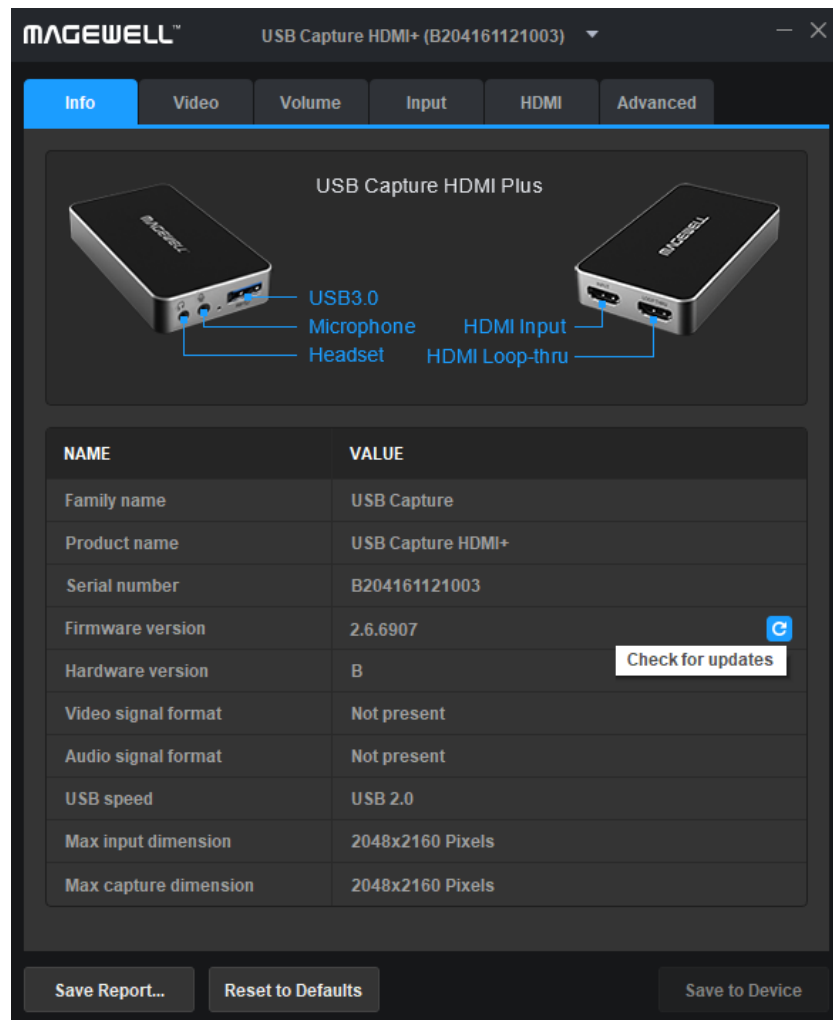 MAGEWELL™ USB Capture HDMI+ (B204161121003)
Info Video Volume Input HDMI Advanced
USB Capture HDMI Plus
MAGEWELL
MAGEWELL
INPUT
LOOP THRU
USB3.0
Microphone HDMI Input
Headset HDMI Loop-thru
NAME VALUE
Family name USB Capture
Product name USB Capture HDMI+
Serial number B204161121003
Firmware version 2.6.6907
Check for updates
Hardware version B
Video signal format Not present
Audio signal format Not present
USB speed USB 2.0
Max input dimension 2048x2160 Pixels
Max capture dimension 2048x2160 Pixels
Save Report... Reset to Defaults Save to Device